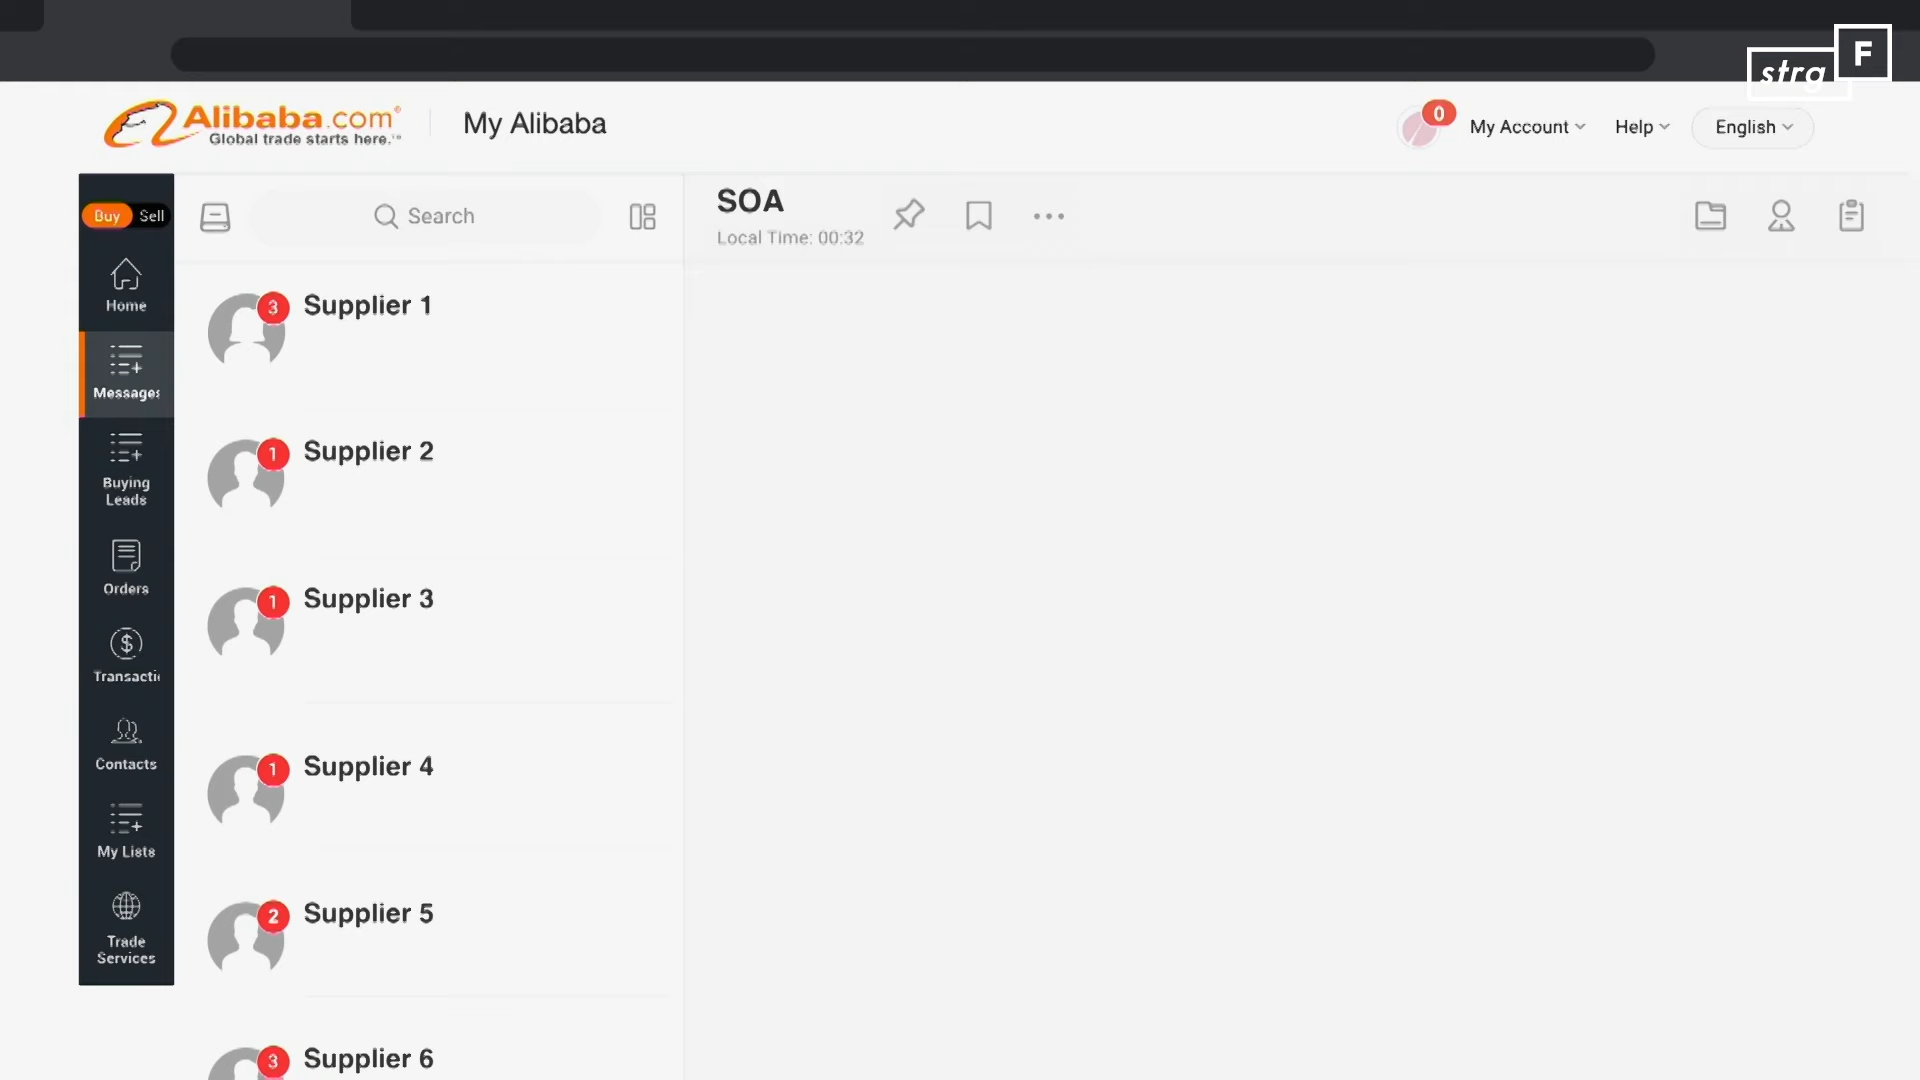 strg
F
Alibaba.com®
Global trade starts here.™
My Alibaba
0
My Account
Help
English
Buy
Sell
Search
SOA
Local Time: 00:32
Home
Messages
Buying
Leads
Orders
Transacti
Contacts
My Lists
Trade
Services
3
Supplier 1
1
Supplier 2
1
Supplier 3
1
Supplier 4
2
Supplier 5
3
Supplier 6